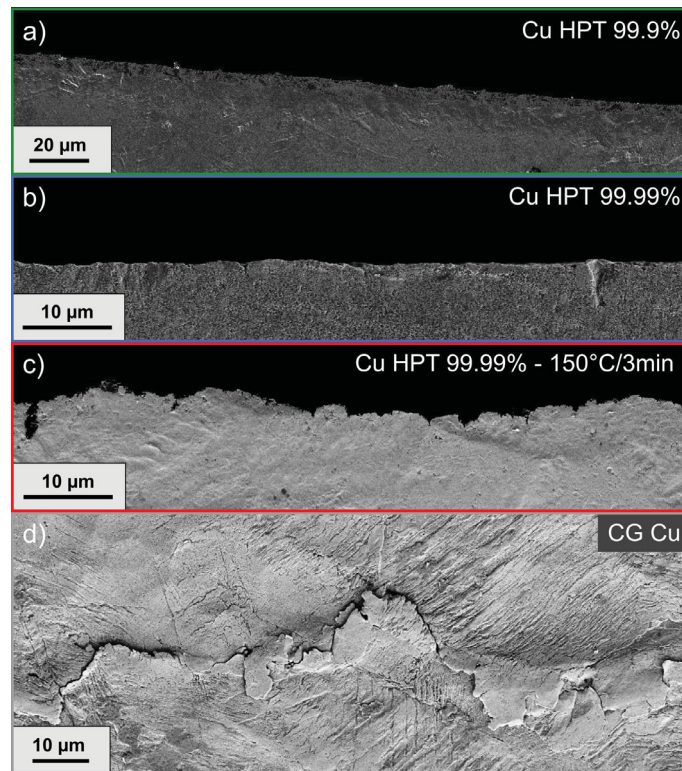 a)
Cu HPT 99.9%
20 µm
b)
Cu HPT 99.99%
10 µm
c)
Cu HPT 99.99% - 150°C/3min
10 µm
d)
CG Cu
10 µm